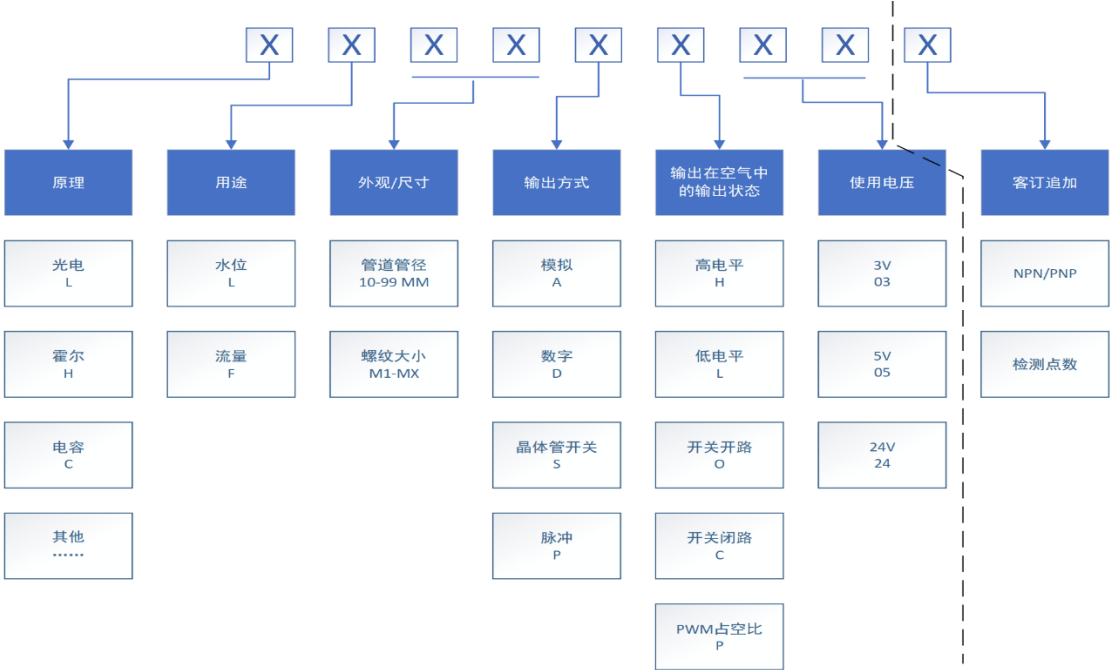 X X X X X X X X X
原理
用途
外观/尺寸
输出方式
输出在空气中
的输出状态
使用电压
客订追加
光电
L
水位
L
管道管径
10-99 MM
模拟
A
高电平
H
3V
03
NPN/PNP
霍尔
H
流量
F
螺纹大小
M1-MX
数字
D
低电平
L
5V
05
检测点数
电容
C
晶体管开关
S
开关开路
O
24V
24
其他
……
脉冲
P
开关闭路
C
PWM占空比
P